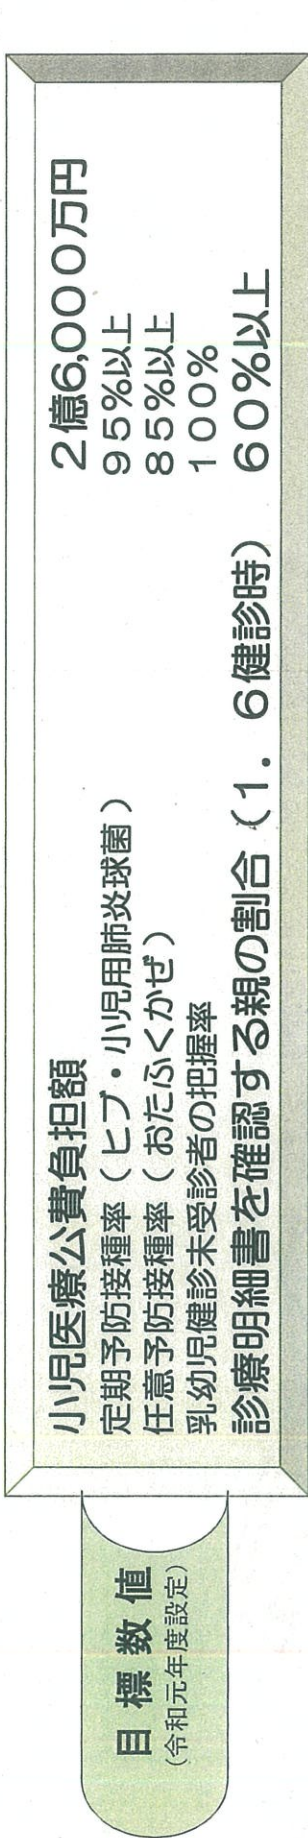 目標数値
(令和元年度設定)
小児医療公費負担額 2億6,000万円
定期予防接種率（ヒブ・小児用肺炎球菌） 95%以上
任意予防接種率（おたふくかぜ） 85%以上
乳幼児健診未受診者の把握率 100%
診療明細書を確認する親の割合（1．6健診時） 60%以上